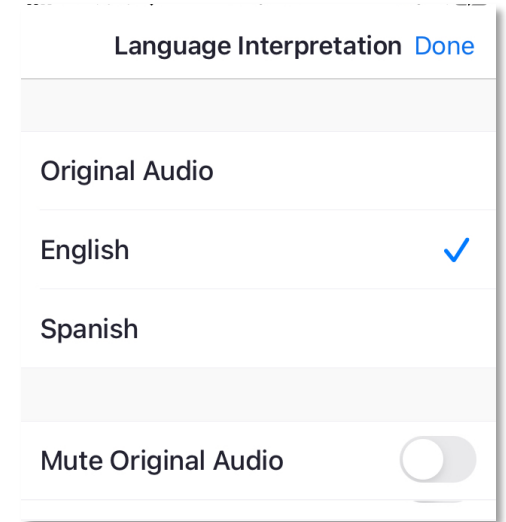 Language Interpretation Done
Original Audio
English
Spanish
Mute Original Audio